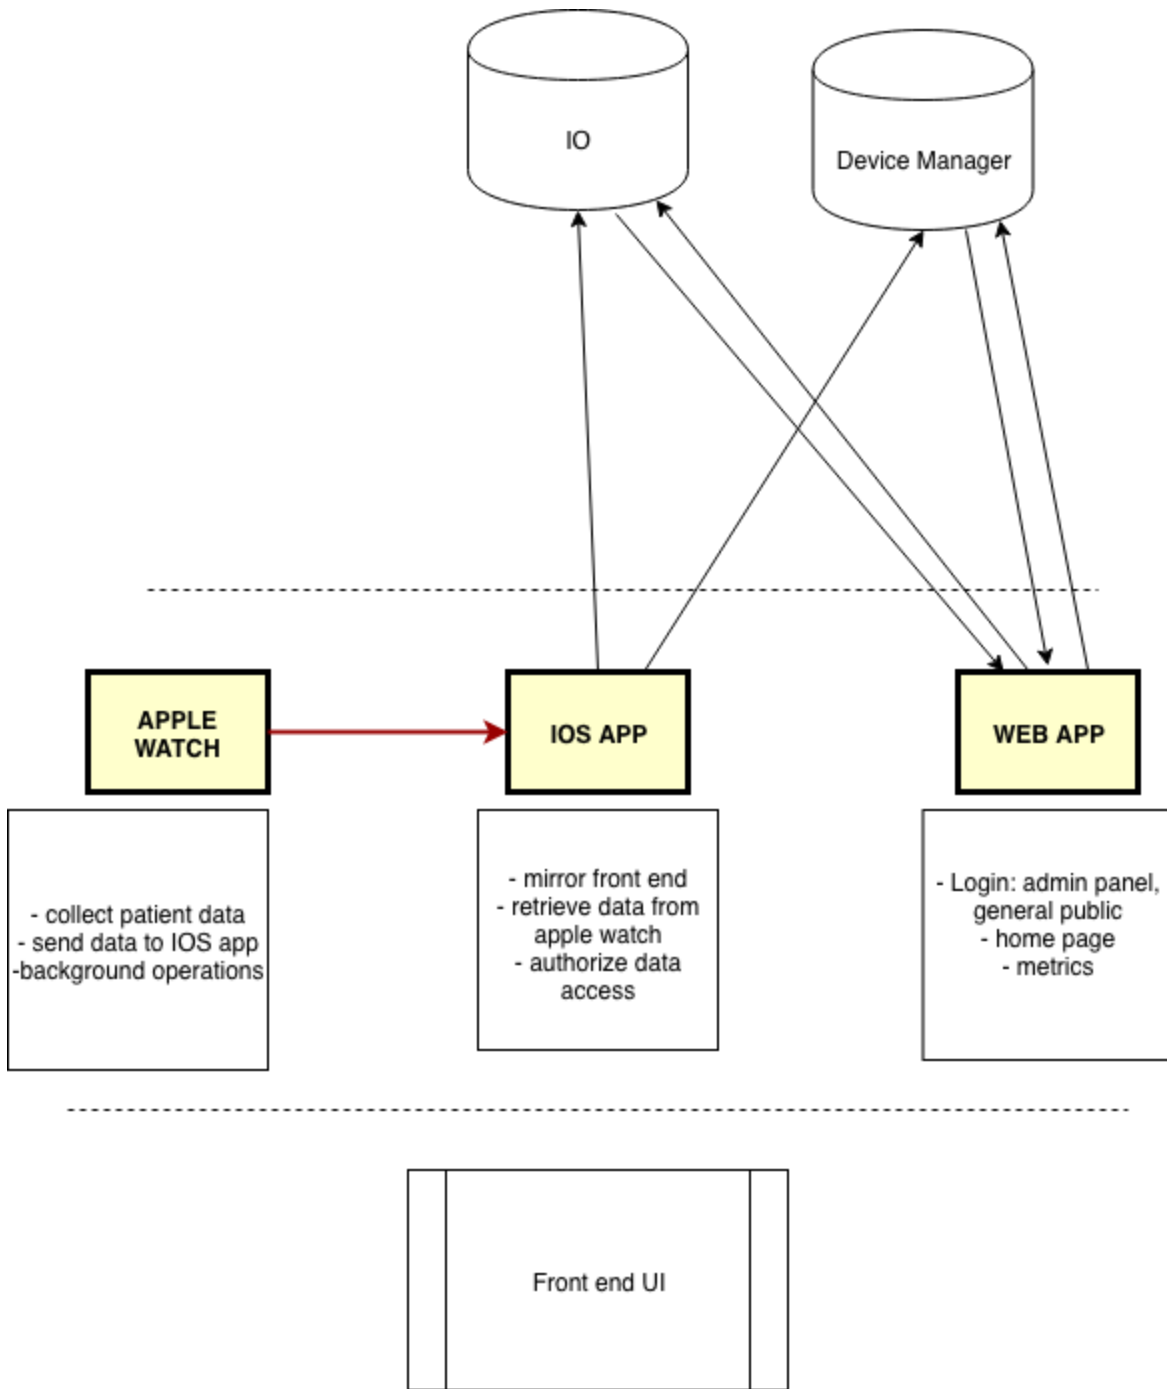 IO
Device Manager
APPLE
WATCH
IOS APP
WEB APP
- collect patient data
- send data to IOS app
-background operations
- mirror front end
- retrieve data from
apple watch
- authorize data
access
- Login: admin panel,
general public
- home page
- metrics
Front end UI